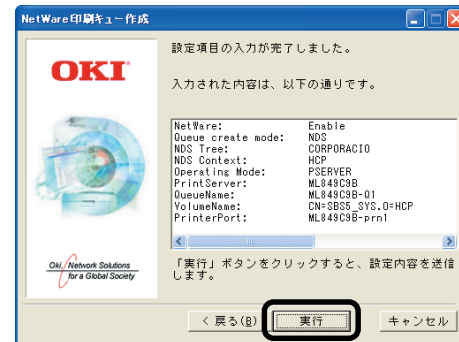 NetWare印刷キュー作成
OKI
設定項目の入力が完了しました。
入力された内容は、以下の通りです。
NetWare: Enable
Queue create mode: NDS
NDS Tree: CORPORACIO
NDS Context: HCP
Operating Mode: PSERVER
PrintServer: ML849C9B
QueueName: ML849C9B-Q1
VolumeName: CN=SBS5_SYS.O=HCP
PrinterPort: ML849C9B-prn1
Oki, Network Solutions
for a Global Society
「実行」ボタンをクリックすると、設定内容を送信
します。
< 戻る(B)
実行
キャンセル